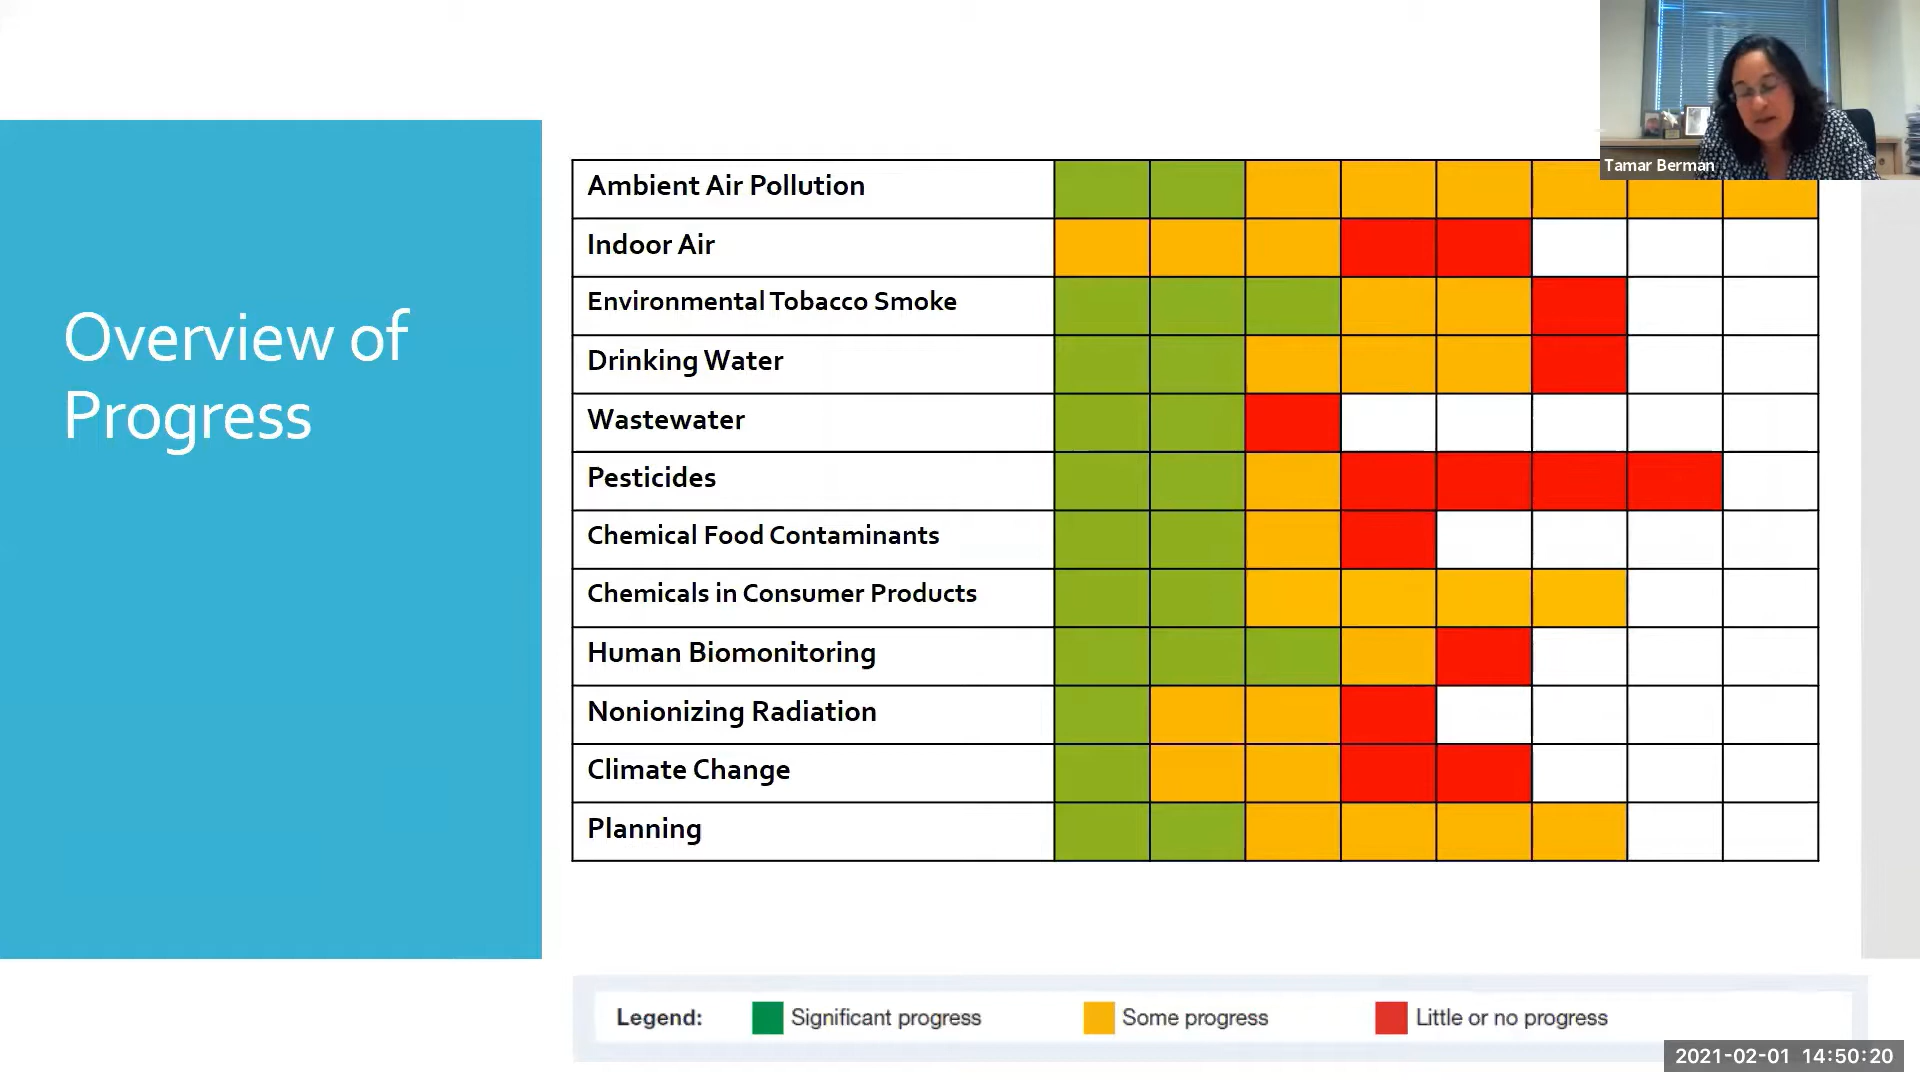 Overview of
Progress
Ambient Air Pollution
Indoor Air
Environmental Tobacco Smoke
Drinking Water
Wastewater
Pesticides
Chemical Food Contaminants
Chemicals in Consumer Products
Human Biomonitoring
Nonionizing Radiation
Climate Change
Planning
Legend: Significant progress Some progress Little or no progress
Tamar Berman
2021-02-01 14:50:20